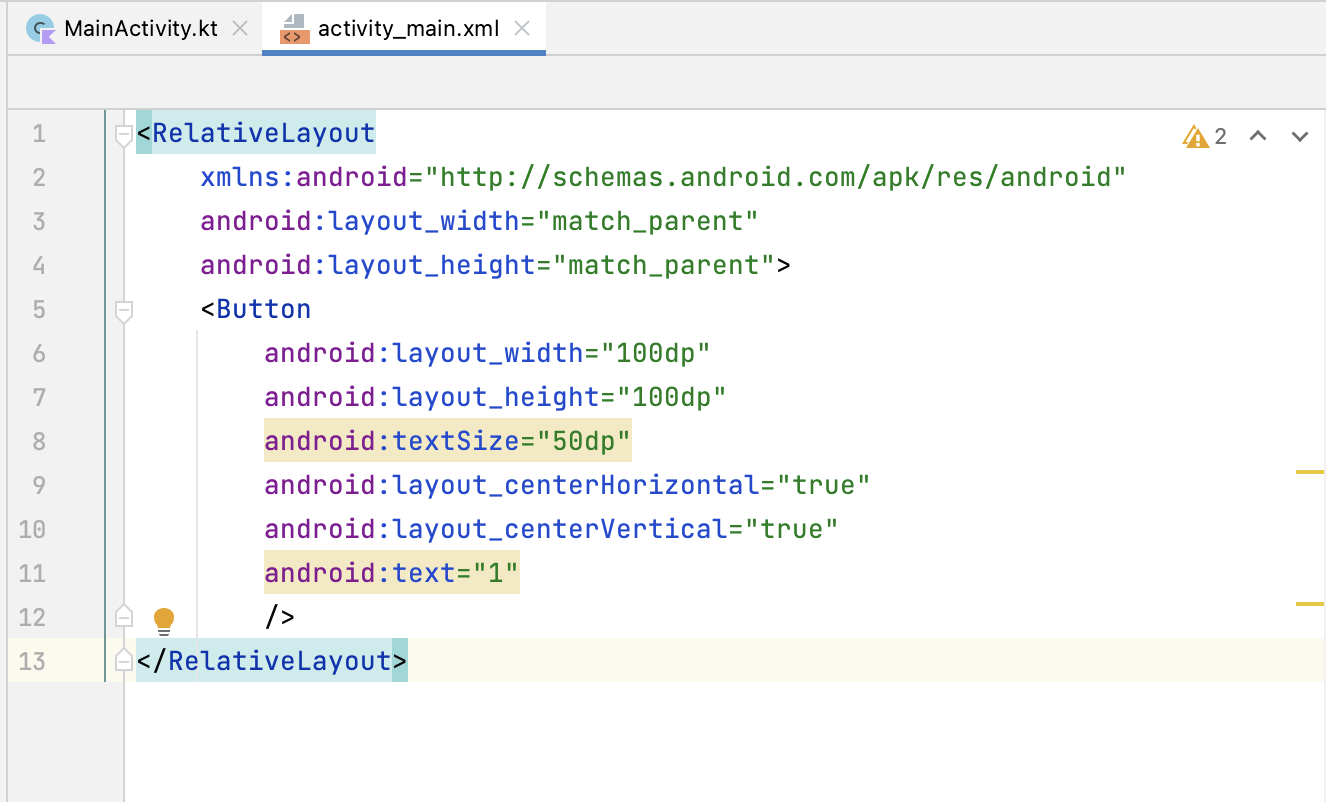 MainActivity.kt
activity_main.xml
2
1 <RelativeLayout
2 xmlns:android="http://schemas.android.com/apk/res/android"
3 android:layout_width="match_parent"
4 android:layout_height="match_parent">
5 <Button
6 android:layout_width="100dp"
7 android:layout_height="100dp"
8 android:textSize="50dp"
9 android:layout_centerHorizontal="true"
10 android:layout_centerVertical="true"
11 android:text="1"
12 />
13 </RelativeLayout>